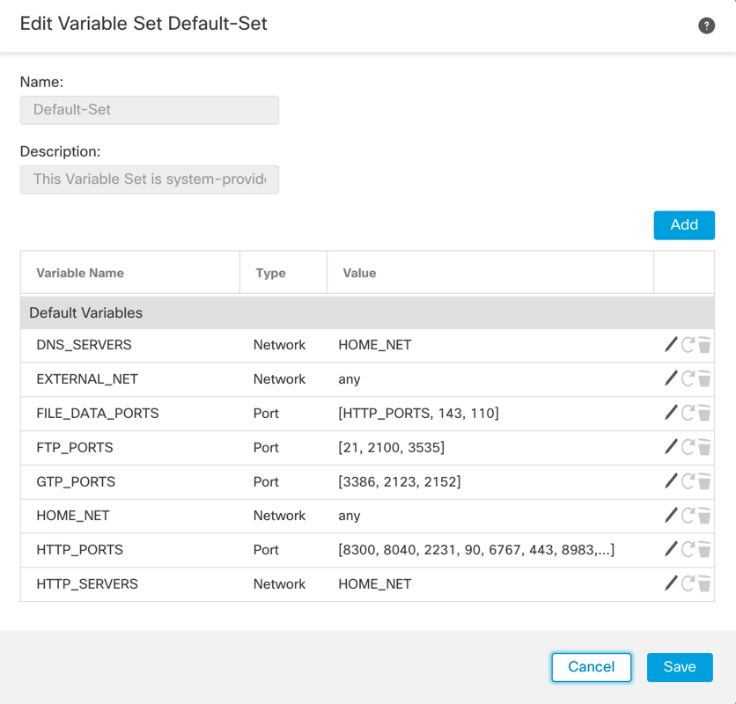 Edit Variable Set Default-Set
?
Name:
Default-Set
Description:
This Variable Set is system-provid
Add
Variable Name Type Value
Default Variables
DNS_SERVERS Network HOME_NET
EXTERNAL_NET Network any
FILE_DATA_PORTS Port [HTTP_PORTS, 143, 110]
FTP_PORTS Port [21, 2100, 3535]
GTP_PORTS Port [3386, 2123, 2152]
HOME_NET Network any
HTTP_PORTS Port [8300, 8040, 2231, 90, 6767, 443, 8983,...]
HTTP_SERVERS Network HOME_NET
Cancel Save